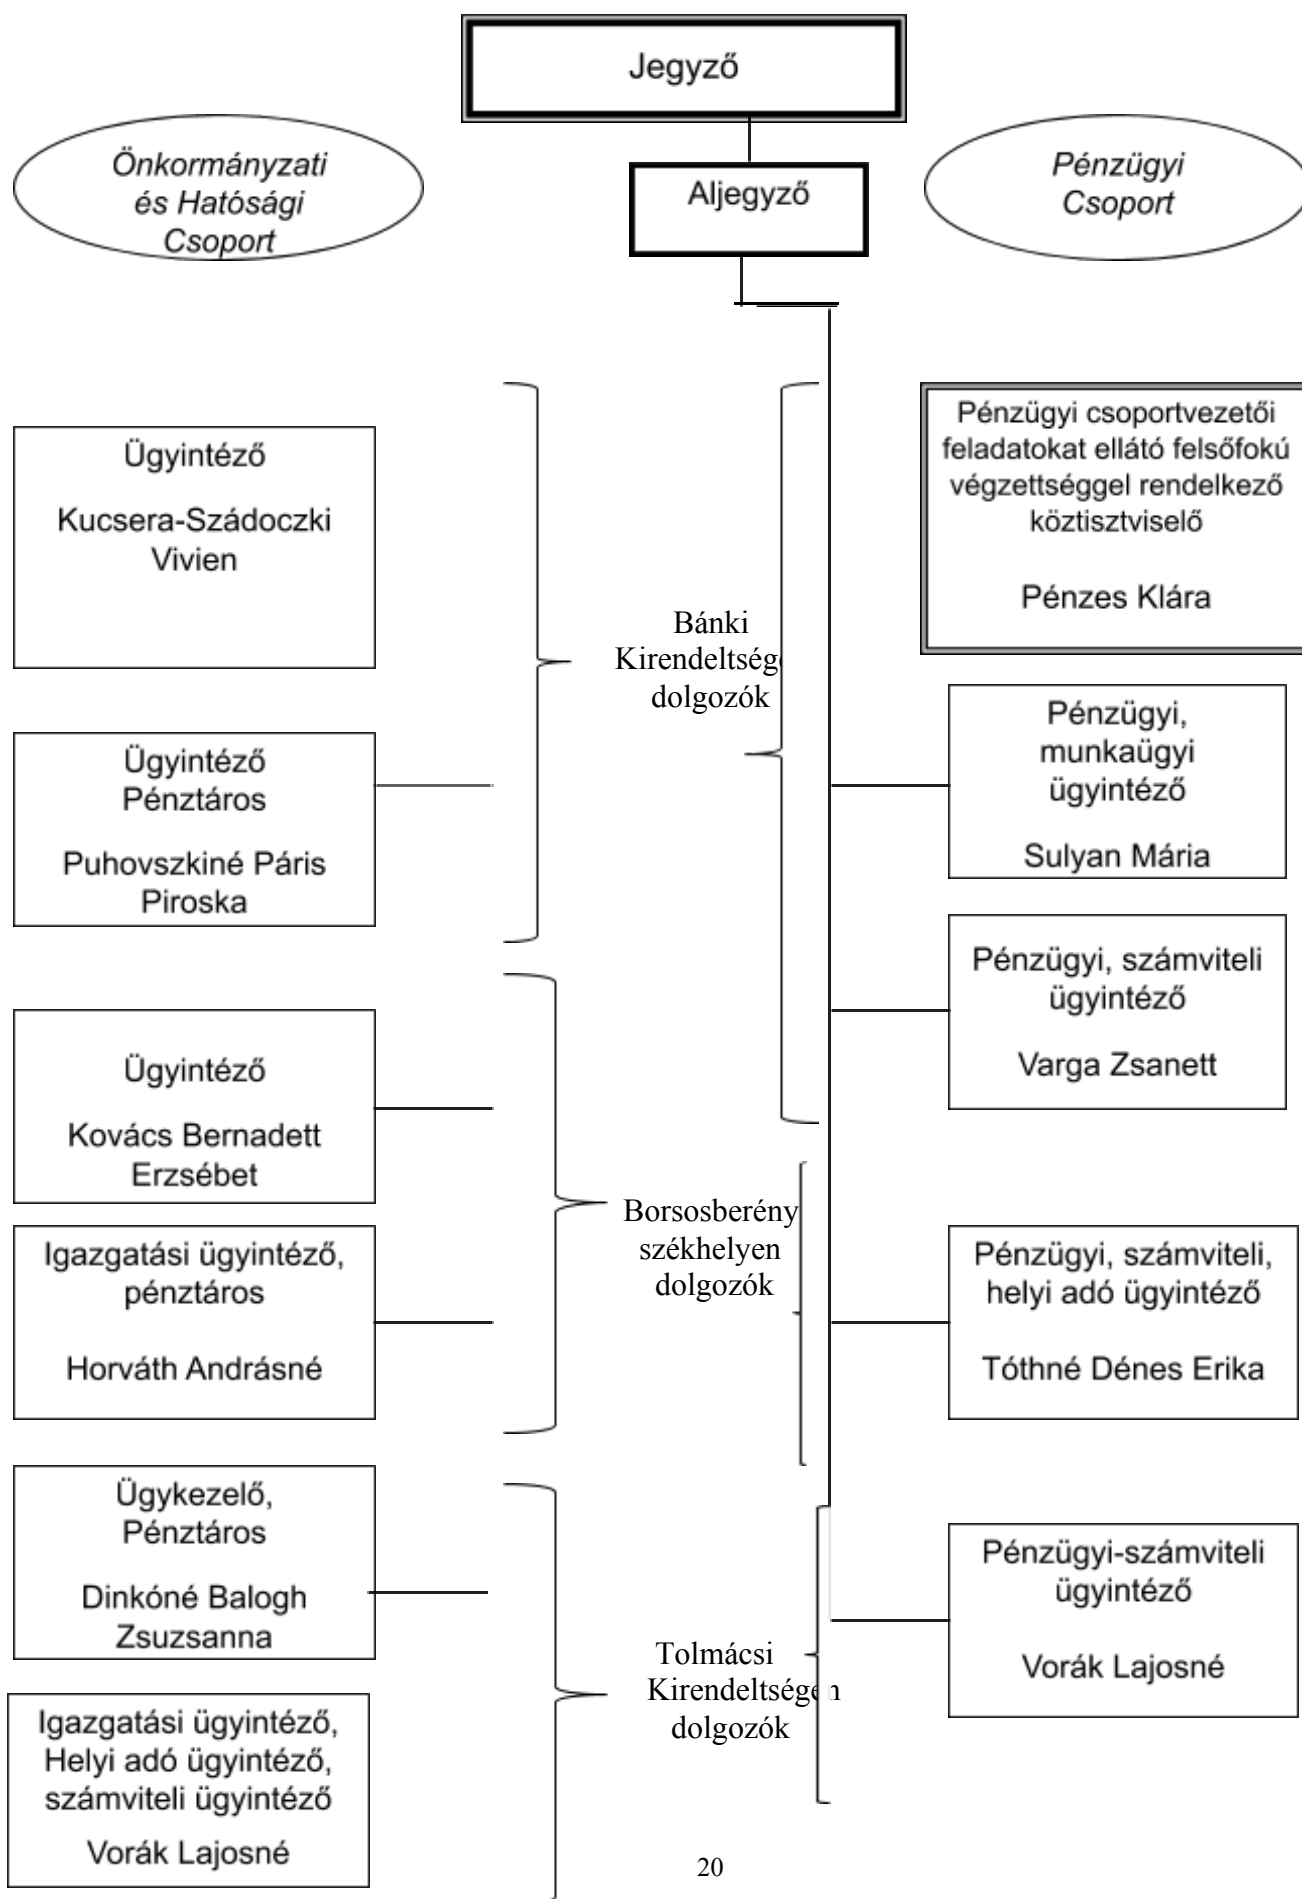 Jegyző
Önkormányzati
és Hatósági
Csoport
Aljegyző
Pénzügyi
Csoport
Ügyintéző
Kucsera-Szádoczki
Vivien
Ügyintéző
Pénztáros
Puhovszkiné Páris
Piroska
Bánki
Kirendeltsége
dolgozók
Pénzügyi csoportvezetői
feladatokat ellátó felsőfokú
végzettséggel rendelkező
köztisztviselő
Pénzes Klára
Pénzügyi,
munkaügyi
ügyintéző
Sulyan Mária
Pénzügyi, számviteli
ügyintéző
Varga Zsanett
Ügyintéző
Kovács Bernadett
Erzsébet
Igazgatási ügyintéző,
pénztáros
Horváth Andrásné
Borsosberény
székhelyen
dolgozók
Pénzügyi, számviteli,
helyi adó ügyintéző
Tóthné Dénes Erika
Ügykezelő,
Pénztáros
Dinkóné Balogh
Zsuzsanna
Igazgatási ügyintéző,
Helyi adó ügyintéző,
számviteli ügyintéző
Vorák Lajosné
Tolmácsi
Kirendeltségen
dolgozók
Pénzügyi-számviteli
ügyintéző
Vorák Lajosné
20